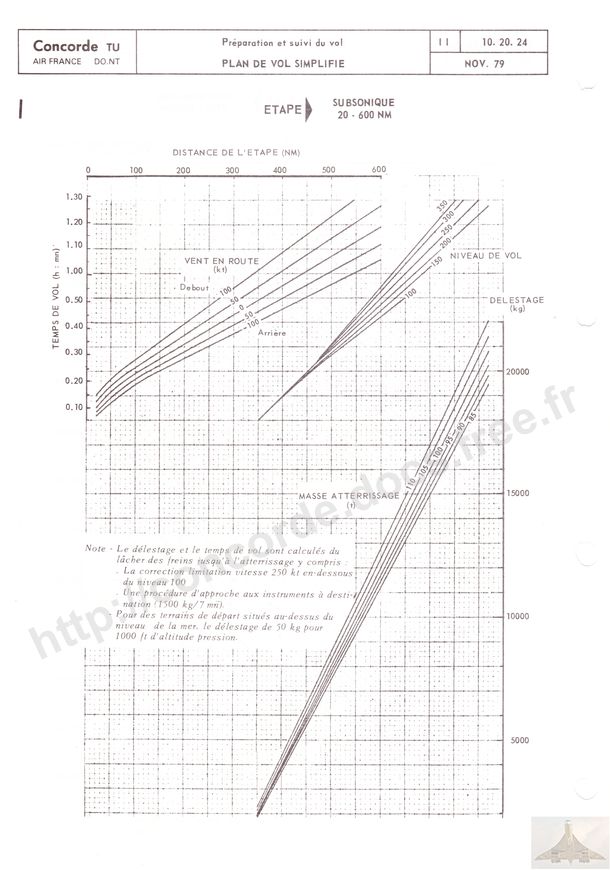 Concorde TU
AIR FRANCE DO.NT
Préparation et suivi du vol
PLAN DE VOL SIMPLIFIE
11
10. 20. 24
NOV. 79
ETAPE
SUBSONIQUE
20 - 600 NM
DISTANCE DE L'ETAPE (NM)
0 100 200 300 400 500 600
TEMPS DE VOL (h : mn)
1.30
1.20
1.10
1.00
0.50
0.40
0.30
0.20
0.10
VENT EN ROUTE
(kt)
Debout
100
50
0
-50
-100
Arrière
350
300
250
200
150
100
NIVEAU DE VOL
DELESTAGE
(kg)
20000
15000
10000
5000
110-105-100-95-90-85
MASSE ATTERRISSAGE
(t)
Note - Le délestage et le temps de vol sont calculés du
lâcher des freins jusqu'à l'atterrissage y compris :
. La correction limitation vitesse 250 kt en-dessous
du niveau 100
. Une procédure d'approche aux instruments à desti-
nation (1500 kg/7 mn).
- Pour des terrains de départ situés au-dessus du
niveau de la mer, le délestage de 50 kg pour
1000 ft d'altitude pression.
http://concorde.dopc.free.fr